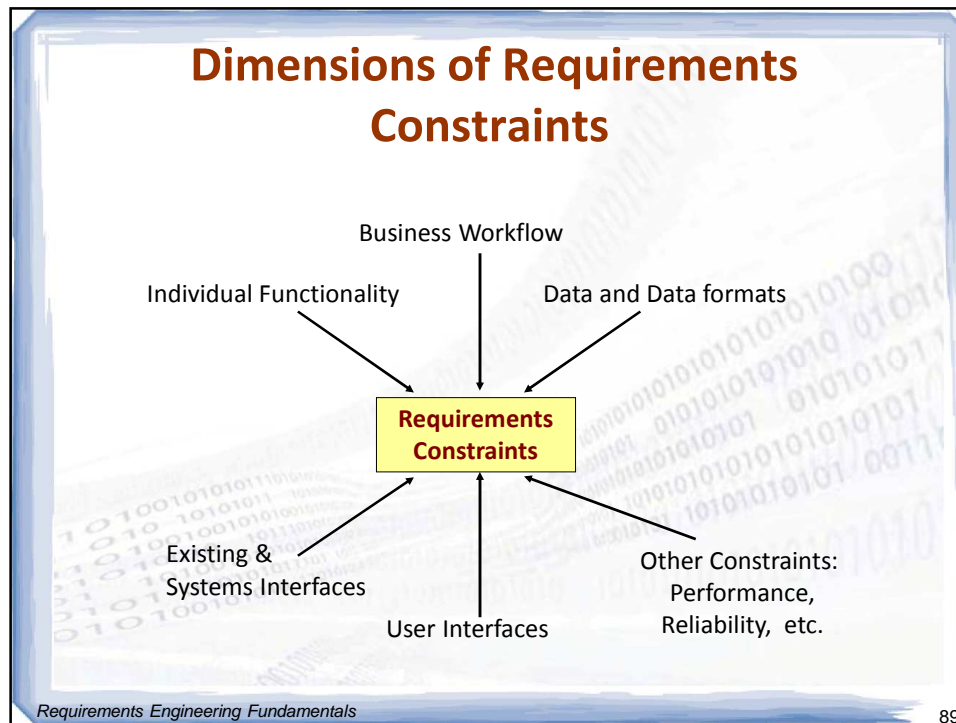 Dimensions of Requirements
Constraints
Business Workflow
Individual Functionality
Data and Data formats
Requirements
Constraints
Existing &
Systems Interfaces
User Interfaces
Other Constraints:
Performance,
Reliability, etc.
Requirements Engineering Fundamentals
89